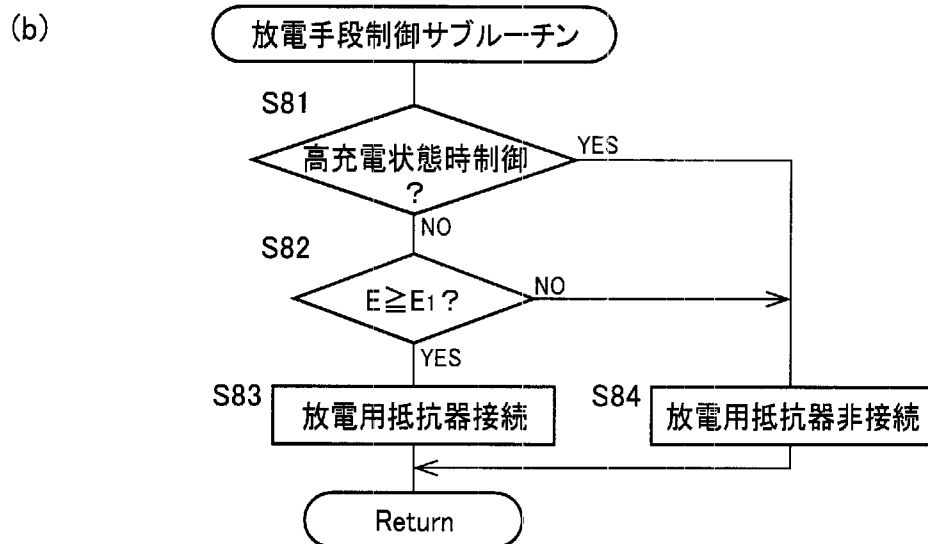 (b)
放電手段制御サブルーチン
S81
高充電状態時制御
?
YES
NO
S82
E≧E1?
NO
YES
S83
放電用抵抗器接続
S84
放電用抵抗器非接続
Return